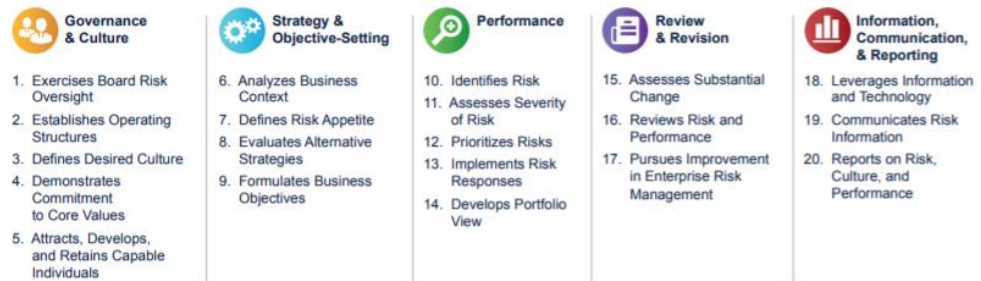 Governance
& Culture
1. Exercises Board Risk
Oversight
2. Establishes Operating
Structures
3. Defines Desired Culture
4. Demonstrates
Commitment
to Core Values
5. Attracts, Develops,
and Retains Capable
Individuals
Strategy &
Objective-Setting
6. Analyzes Business
Context
7. Defines Risk Appetite
8. Evaluates Alternative
Strategies
9. Formulates Business
Objectives
Performance
10. Identifies Risk
11. Assesses Severity
of Risk
12. Prioritizes Risks
13. Implements Risk
Responses
14. Develops Portfolio
View
Review
& Revision
15. Assesses Substantial
Change
16. Reviews Risk and
Performance
17. Pursues Improvement
in Enterprise Risk
Management
Information,
Communication,
& Reporting
18. Leverages Information
and Technology
19. Communicates Risk
Information
20. Reports on Risk,
Culture, and
Performance